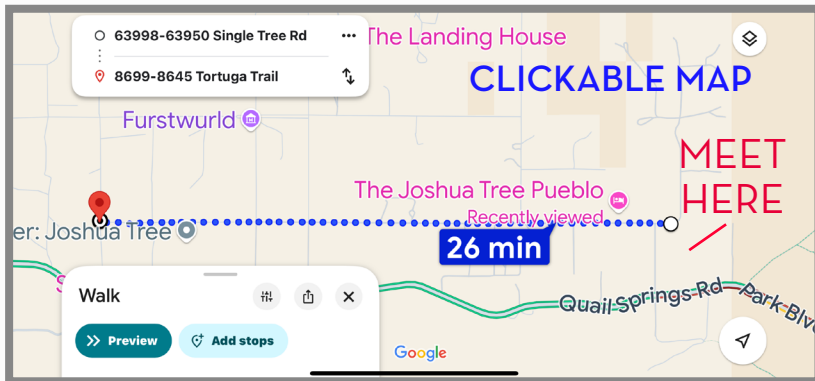 63998-63950 Single Tree Rd
8699-8645 Tortuga Trail
The Landing House
CLICKABLE MAP
Furstwurld
MEET
HERE
The Joshua Tree Pueblo
Recently viewed
er: Joshua Tree
26 min
S
Walk
Quail Springs Rd
Park Blv
Preview
Add stops
Google